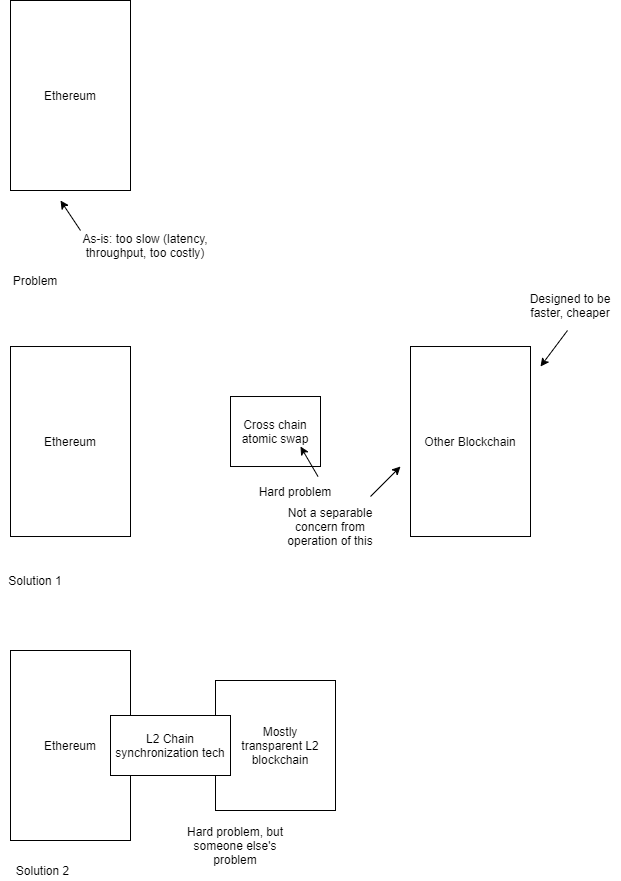 Ethereum
As-is: too slow (latency,
throughput, too costly)
Problem
Designed to be
faster, cheaper
Ethereum
Cross chain
atomic swap
Other Blockchain
Hard problem
Not a separable
concern from
operation of this
Solution 1
Ethereum
L2 Chain
synchronization tech
Mostly
transparent L2
blockchain
Hard problem, but
someone else's
problem
Solution 2